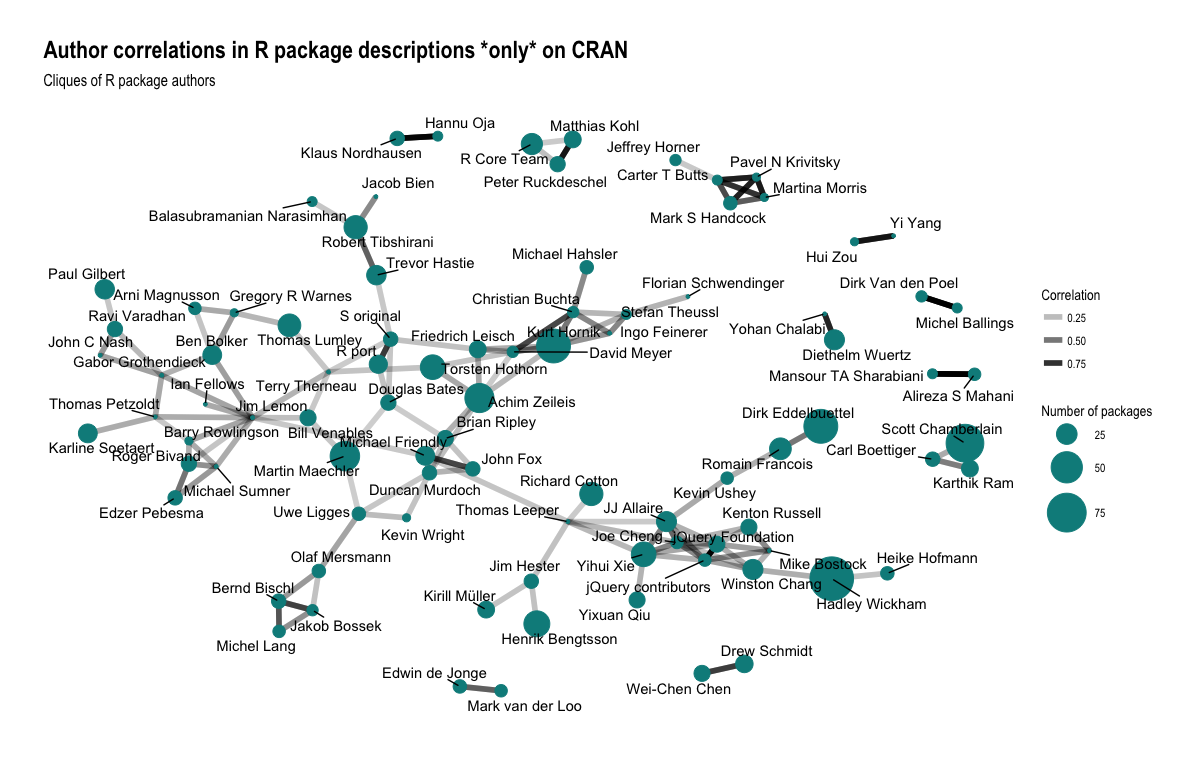 Author correlations in R package descriptions *only* on CRAN
Cliques of R package authors
Hannu Oja
Klaus Nordhausen
Matthias Kohl
R Core Team
Peter Ruckdeschel
Jeffrey Horner
Carter T Butts
Pavel N Krivitsky
Martina Morris
Mark S Handcock
Jacob Bien
Balasubramanian Narasimhan
Robert Tibshirani
Trevor Hastie
Yi Yang
Hui Zou
Michael Hahsler
Paul Gilbert
Arni Magnusson
Gregory R Warnes
Christian Buchta
Florian Schwendinger
Dirk Van den Poel
Michel Ballings
Ravi Varadhan
S original
Stefan Theussl
John C Nash
Ben Bolker
Thomas Lumley
Friedrich Leisch
Kurt Hornik
Ingo Feinerer
Yohan Chalabi
Gabor Grothendieck
R port
David Meyer
Diethelm Wuertz
Ian Fellows
Terry Therneau
Torsten Hothorn
Mansour TA Sharabiani
Alireza S Mahani
Thomas Petzoldt
Jim Lemon
Douglas Bates
Achim Zeileis
Dirk Eddelbuettel
Scott Chamberlain
Barry Rowlingson
Bill Venables
Brian Ripley
Karline Soetaert
Roger Bivand
Michael Friendly
Carl Boettiger
Romain Francois
Karthik Ram
Martin Maechler
John Fox
Michael Sumner
Duncan Murdoch
Richard Cotton
Kevin Ushey
Edzer Pebesma
Uwe Ligges
Thomas Leeper
JJ Allaire
Kenton Russell
Kevin Wright
Joe Cheng
jQuery Foundation
Olaf Mersmann
Jim Hester
Yihui Xie
Mike Bostock
Heike Hofmann
Bernd Bischl
Kirill Müller
jQuery contributors
Winston Chang
Hadley Wickham
Jakob Bossek
Yixuan Qiu
Michel Lang
Henrik Bengtsson
Drew Schmidt
Wei-Chen Chen
Edwin de Jonge
Mark van der Loo
Correlation
0.25
0.50
0.75
Number of packages
25
50
75